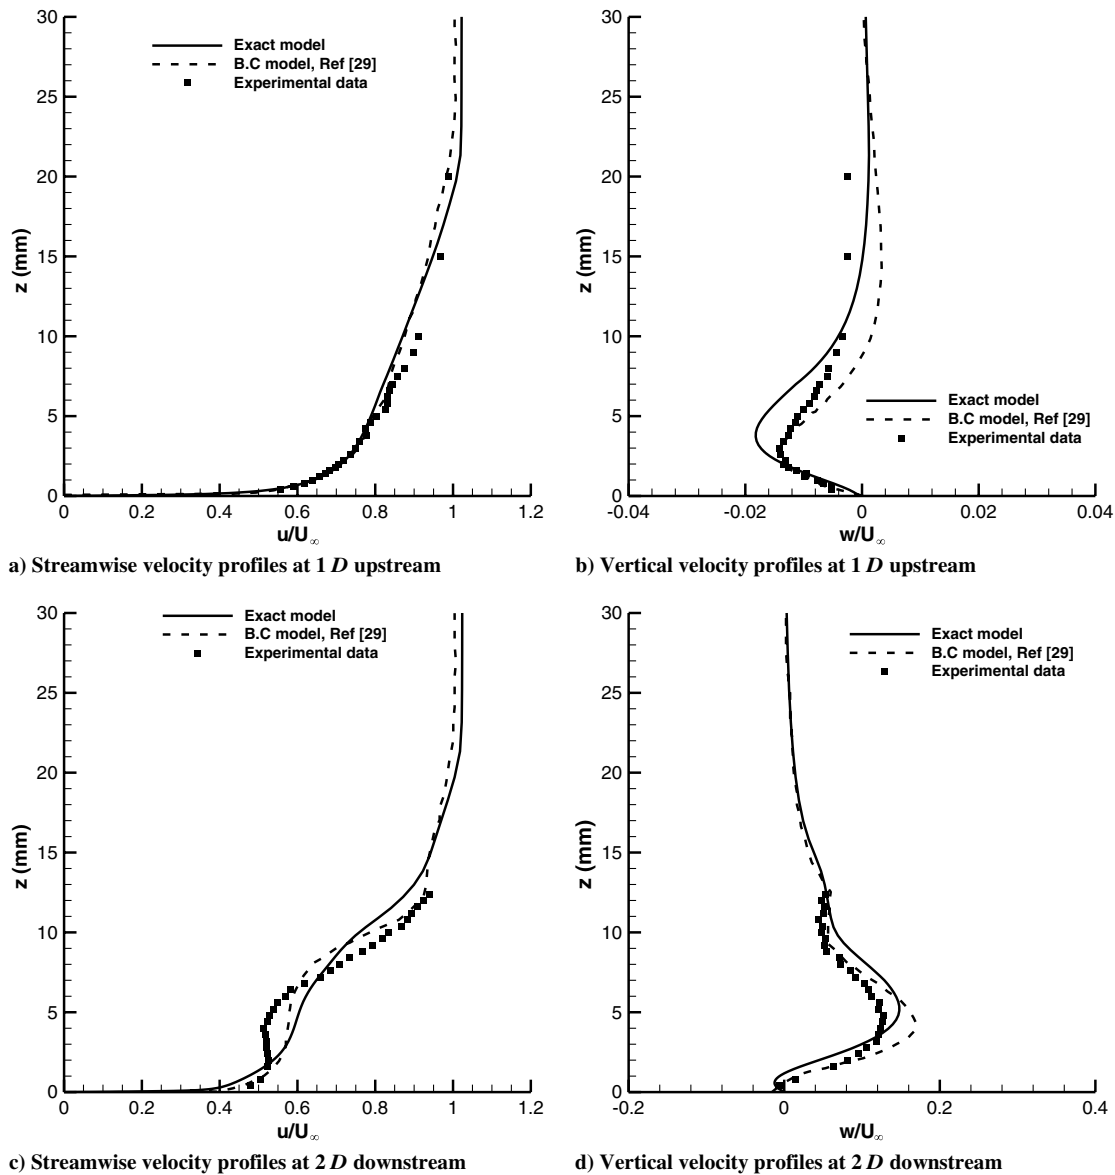 30
25
20
15
10
5
0
z (mm)
Exact model
B.C model, Ref [29]
Experimental data
0 0.2 0.4 0.6 0.8 1 1.2
u/U∞
a) Streamwise velocity profiles at 1 D upstream
30
25
20
15
10
5
0
z (mm)
Exact model
B.C model, Ref [29]
Experimental data
-0.04 -0.02 0 0.02 0.04
w/U∞
b) Vertical velocity profiles at 1 D upstream
30
25
20
15
10
5
0
z (mm)
Exact model
B.C model, Ref [29]
Experimental data
0 0.2 0.4 0.6 0.8 1 1.2
u/U∞
c) Streamwise velocity profiles at 2 D downstream
30
25
20
15
10
5
0
z (mm)
Exact model
B.C model, Ref [29]
Experimental data
-0.2 0 0.2 0.4
w/U∞
d) Vertical velocity profiles at 2 D downstream